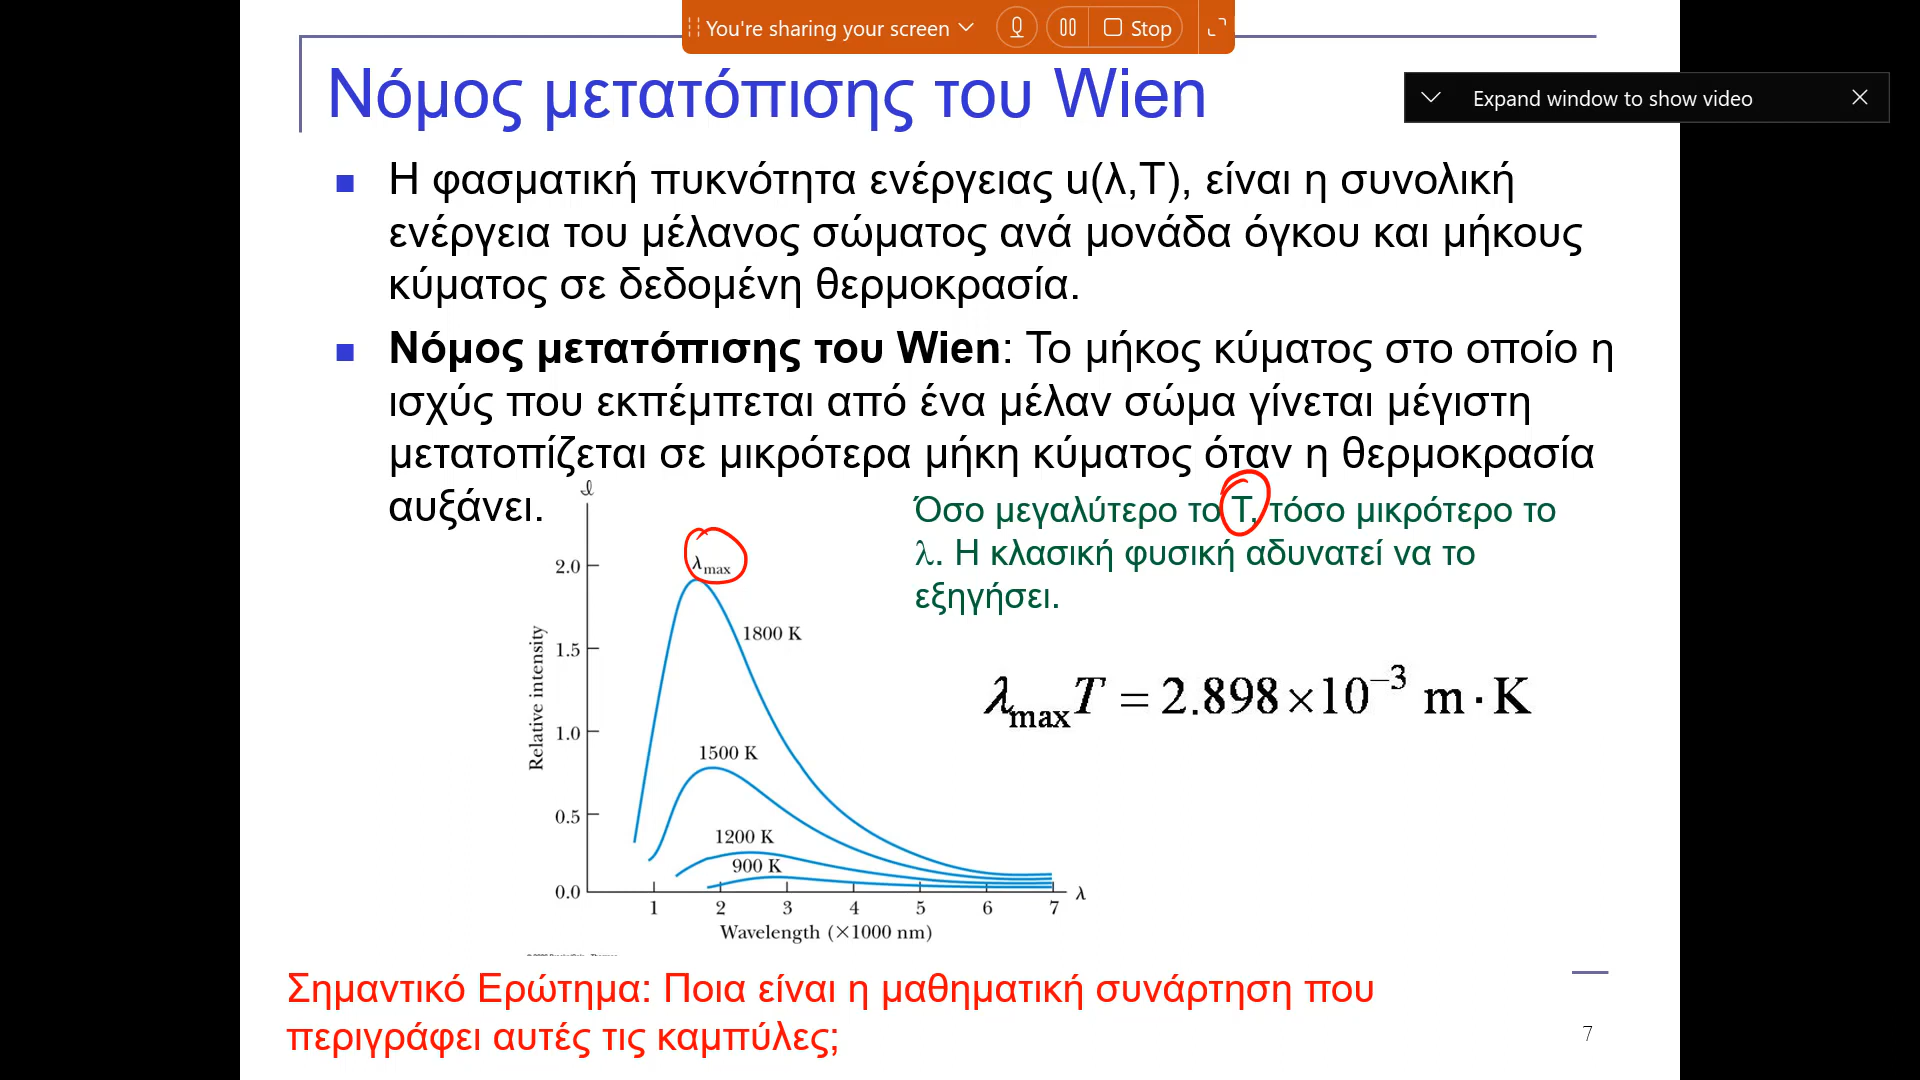 You're sharing your screen
Stop
Νόμος μετατόπισης του Wien
Expand window to show video
Η φασματική πυκνότητα ενέργειας u(λ,T), είναι η συνολική
ενέργεια του μέλανος σώματος ανά μονάδα όγκου και μήκους
κύματος σε δεδομένη θερμοκρασία.
Νόμος μετατόπισης του Wien: Το μήκος κύματος στο οποίο η
ισχύς που εκπέμπεται από ένα μέλαν σώμα γίνεται μέγιστη
μετατοπίζεται σε μικρότερα μήκη κύματος όταν η θερμοκρασία
αυξάνει.
Όσο μεγαλύτερο το Τ, τόσο μικρότερο το
λ. Η κλασική φυσική αδυνατεί να το
εξηγήσει.
λmaxT = 2.898×10⁻³ m·K
ℐ
λmax
2.0
1800 K
1.5
Relative intensity
1.0
1500 K
0.5
1200 K
900 K
0.0
λ
1 2 3 4 5 6 7
Wavelength (×1000 nm)
Σημαντικό Ερώτημα: Ποια είναι η μαθηματική συνάρτηση που
περιγράφει αυτές τις καμπύλες;
7